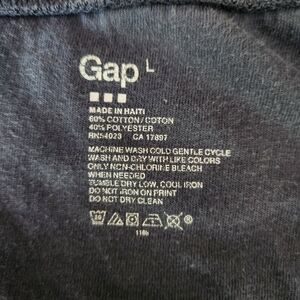 Gap L
MADE IN HAITI
60% COTTON / COTON
40% POLYESTER
RN54023 CA 17897
MACHINE WASH COLD GENTLE CYCLE
WASH AND DRY WITH LIKE COLORS
ONLY NON-CHLORINE BLEACH
WHEN NEEDED
TUMBLE DRY LOW, COOL IRON
DO NOT IRON ON PRINT
DO NOT DRY CLEAN
®